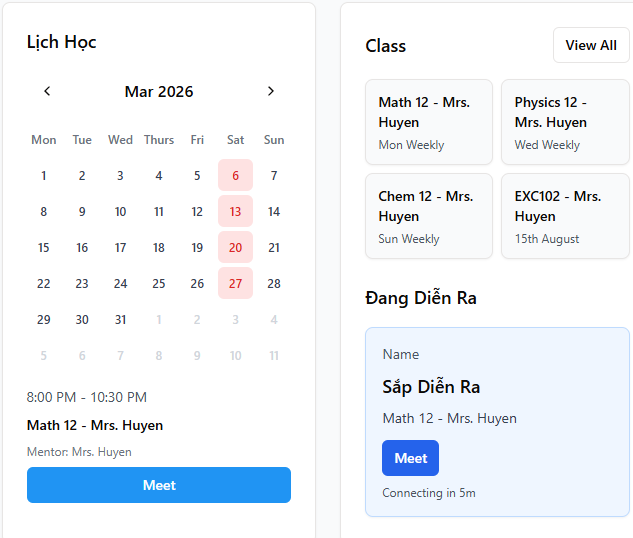 Lịch Học
Mar 2026
Mon Tue Wed Thurs Fri Sat Sun
1 2 3 4 5 6 7
8 9 10 11 12 13 14
15 16 17 18 19 20 21
22 23 24 25 26 27 28
29 30 31 1 2 3 4
5 6 7 8 9 10 11
8:00 PM - 10:30 PM
Math 12 - Mrs. Huyen
Mentor: Mrs. Huyen
Meet
Class
View All
Math 12 - Mrs.
Huyen
Mon Weekly
Physics 12 -
Mrs. Huyen
Wed Weekly
Chem 12 - Mrs.
Huyen
Sun Weekly
EXC102 - Mrs.
Huyen
15th August
Đang Diễn Ra
Name
Sắp Diễn Ra
Math 12 - Mrs. Huyen
Meet
Connecting in 5m